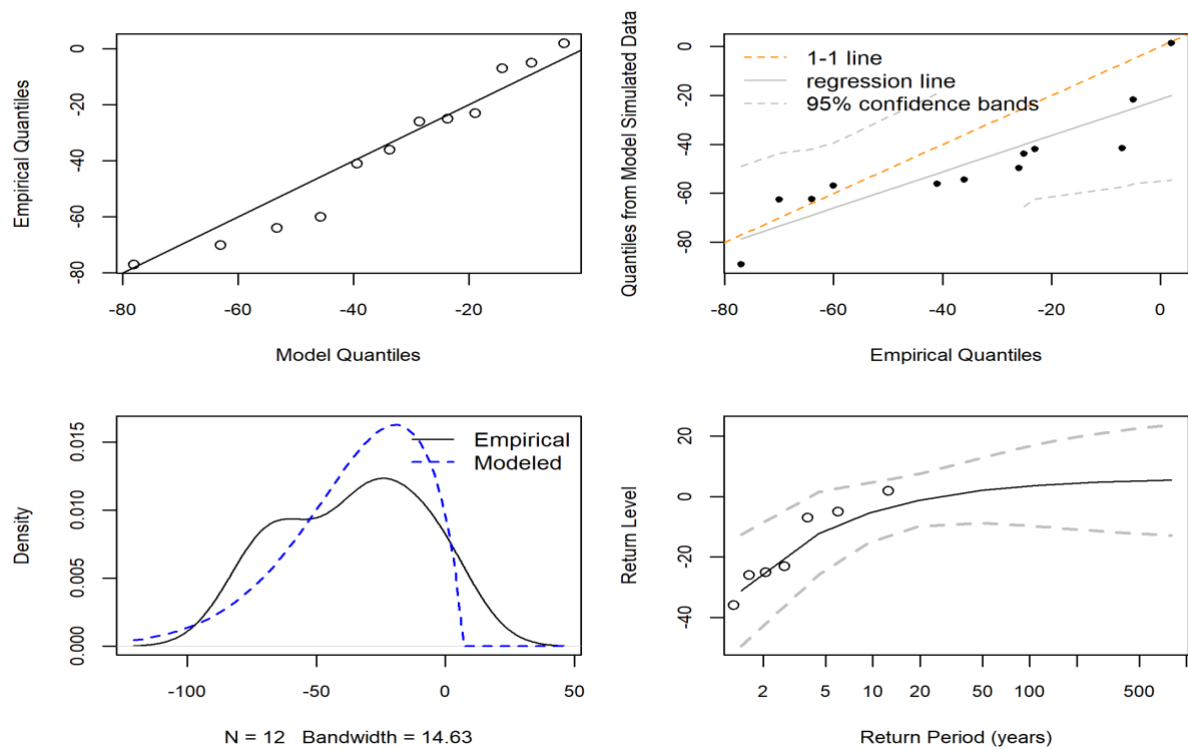 Empirical Quantiles
0
-20
-40
-60
-80
-80
-60
-40
-20
Model Quantiles
Quantiles from Model Simulated Data
0
-20
-40
-60
-80
1-1 line
regression line
95% confidence bands
-80
-60
-40
-20
0
Empirical Quantiles
Density
0.015
0.010
0.005
0.000
Empirical
Modeled
-100
-50
0
50
N = 12 Bandwidth = 14.63
Return Level
20
0
-20
-40
2
5
10
20
50
100
500
Return Period (years)